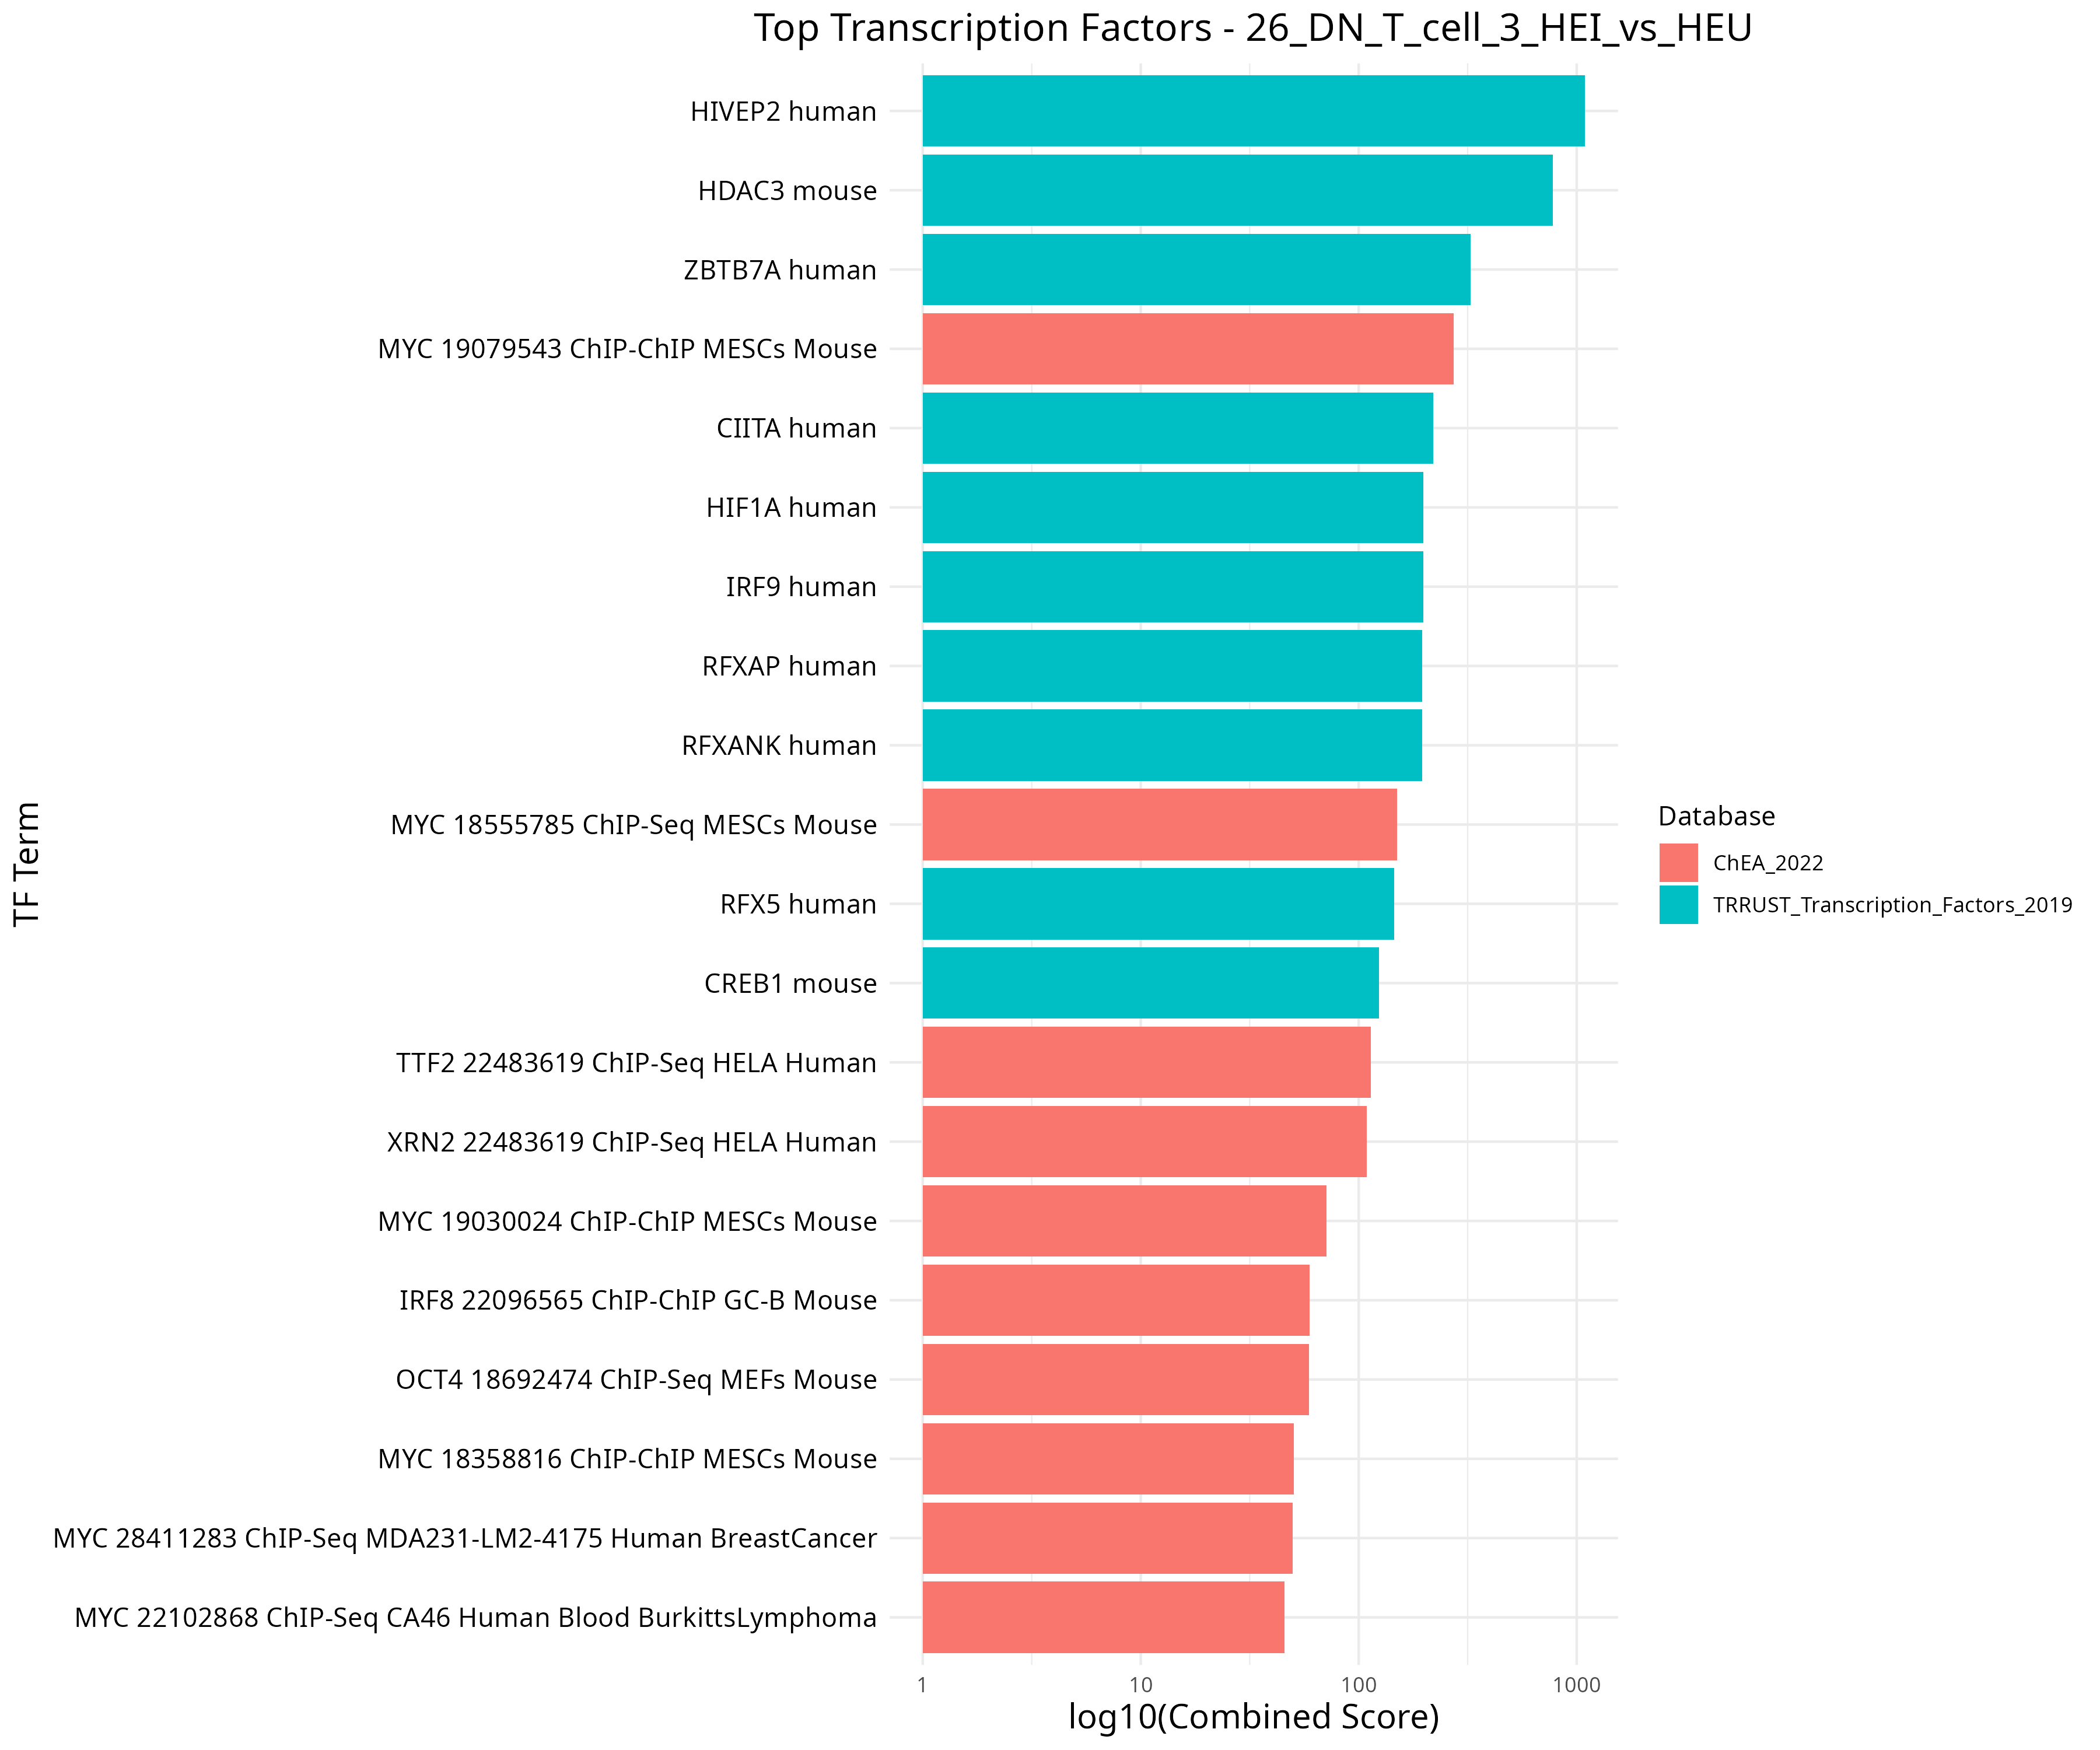 Top Transcription Factors - 26_DN_T_cell_3_HEI_vs_HEU
HIVEP2 human
HDAC3 mouse
ZBTB7A human
MYC 19079543 ChIP-ChIP MESCs Mouse
CIITA human
HIF1A human
IRF9 human
RFXAP human
RFXANK human
MYC 18555785 ChIP-Seq MESCs Mouse
RFX5 human
CREB1 mouse
TTF2 22483619 ChIP-Seq HELA Human
XRN2 22483619 ChIP-Seq HELA Human
MYC 19030024 ChIP-ChIP MESCs Mouse
IRF8 22096565 ChIP-ChIP GC-B Mouse
OCT4 18692474 ChIP-Seq MEFs Mouse
MYC 18358816 ChIP-ChIP MESCs Mouse
MYC 28411283 ChIP-Seq MDA231-LM2-4175 Human BreastCancer
MYC 22102868 ChIP-Seq CA46 Human Blood BurkittsLymphoma
TF Term
1 10 100 1000
log10(Combined Score)
Database
ChEA_2022
TRRUST_Transcription_Factors_2019